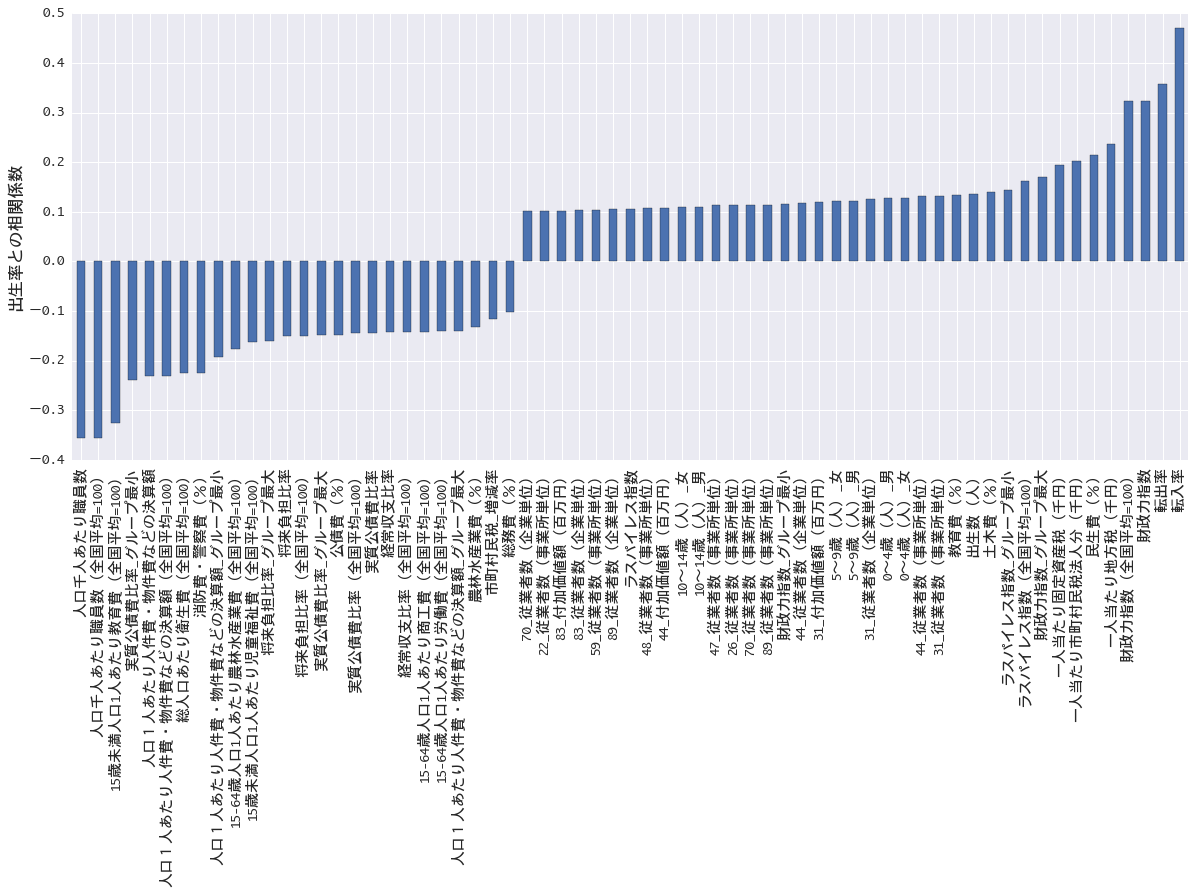 0.5
0.4
0.3
0.2
0.1
0.0
−0.1
−0.2
−0.3
−0.4
出生率との相関係数
人口千人あたり職員数
人口千人あたり職員数（全国平均=100）
15歳未満人口1人あたり教育費（全国平均=100）
実質公債費比率_グループ最小
人口１人あたり人件費・物件費などの決算額
人口１人あたり人件費・物件費などの決算額（全国平均=100）
総人口あたり衛生費（全国平均=100）
消防費・警察費（%）
人口１人あたり人件費・物件費などの決算額_グループ最小
15-64歳人口1人あたり農林水産業費（全国平均=100）
15歳未満人口1人あたり児童福祉費（全国平均=100）
将来負担比率_グループ最大
将来負担比率
将来負担比率（全国平均=100）
実質公債費比率_グループ最大
公債費（%）
実質公債費比率（全国平均=100）
実質公債費比率
経常収支比率
経常収支比率（全国平均=100）
15-64歳人口1人あたり商工費（全国平均=100）
15-64歳人口1人あたり労働費（全国平均=100）
人口１人あたり人件費・物件費などの決算額_グループ最大
農林水産業費（%）
市町村民税_増減率
総務費（%）
70_従業者数（企業単位）
22_従業者数（事業所単位）
83_付加価値額（百万円）
83_従業者数（企業単位）
59_従業者数（事業所単位）
89_従業者数（企業単位）
ラスパイレス指数
48_従業者数（事業所単位）
44_付加価値額（百万円）
10〜14歳（人）_女
10〜14歳（人）_男
47_従業者数（事業所単位）
26_従業者数（事業所単位）
70_従業者数（事業所単位）
89_従業者数（事業所単位）
財政力指数_グループ最小
44_従業者数（企業単位）
31_付加価値額（百万円）
5〜9歳（人）_女
5〜9歳（人）_男
31_従業者数（企業単位）
0〜4歳（人）_男
0〜4歳（人）_女
44_従業者数（事業所単位）
31_従業者数（事業所単位）
教育費（%）
出生数（人）
土木費（%）
ラスパイレス指数_グループ最小
ラスパイレス指数（全国平均=100）
財政力指数_グループ最大
一人当たり固定資産税（千円）
一人当たり市町村民税法人分（千円）
民生費（%）
一人当たり地方税（千円）
財政力指数（全国平均=100）
財政力指数
転出率
転入率